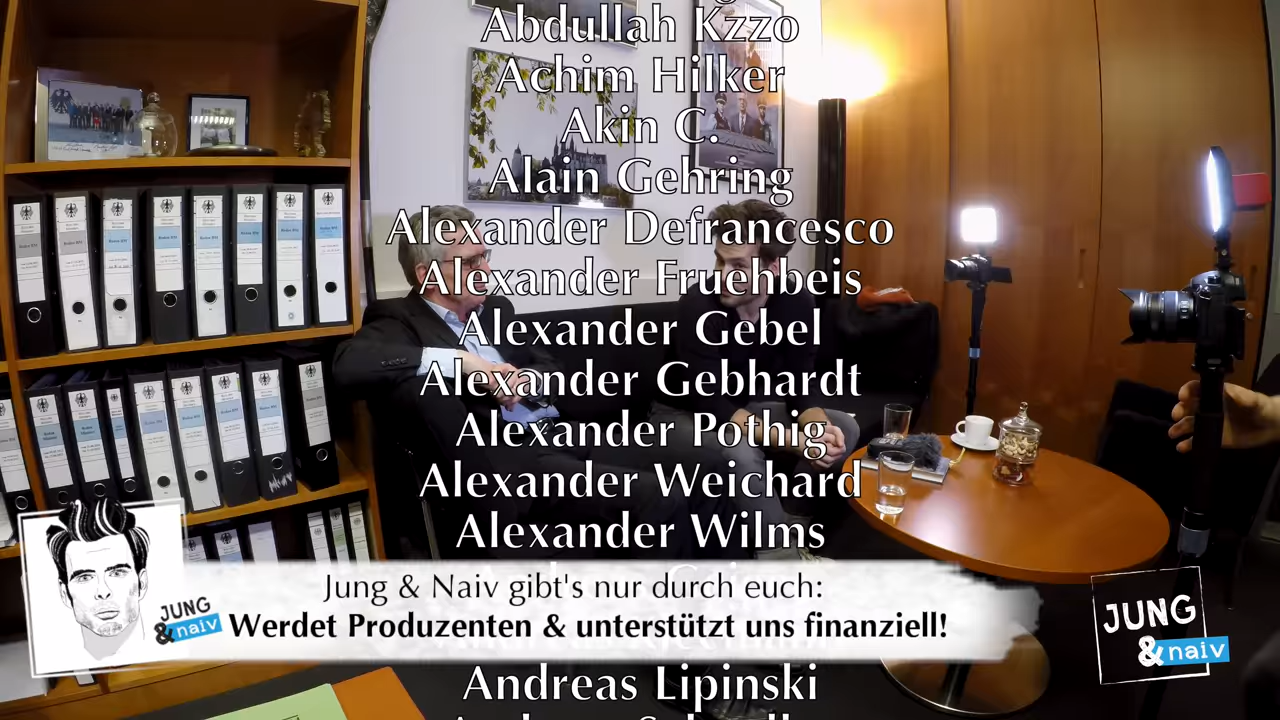 Abdullah Kzzo
Achim Hilker
Akin C.
Alain Gehring
Alexander Defrancesco
Alexander Fruehbeis
Alexander Gebel
Alexander Gebhardt
Alexander Pothig
Alexander Weichard
Alexander Wilms
Jung & Naiv gibt's nur durch euch:
JUNG
&naiv
Werdet Produzenten & unterstützt uns finanziell!
JUNG
&naiv
Andreas Lipinski